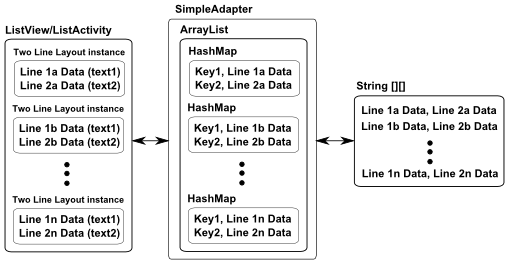 SimpleAdapter
ListView/ListActivity
Two Line Layout instance
Line 1a Data (text1)
Line 2a Data (text2)
Two Line Layout instance
Line 1b Data (text1)
Line 2b Data (text2)
Two Line Layout instance
Line 1n Data (text1)
Line 2n Data (text2)
ArrayList
HashMap
Key1, Line 1a Data
Key2, Line 2a Data
HashMap
Key1, Line 1b Data
Key2, Line 2b Data
HashMap
Key1, Line 1n Data
Key2, Line 2n Data
String [][]
Line 1a Data, Line 2a Data
Line 1b Data, Line 2b Data
Line 1n Data, Line 2n Data